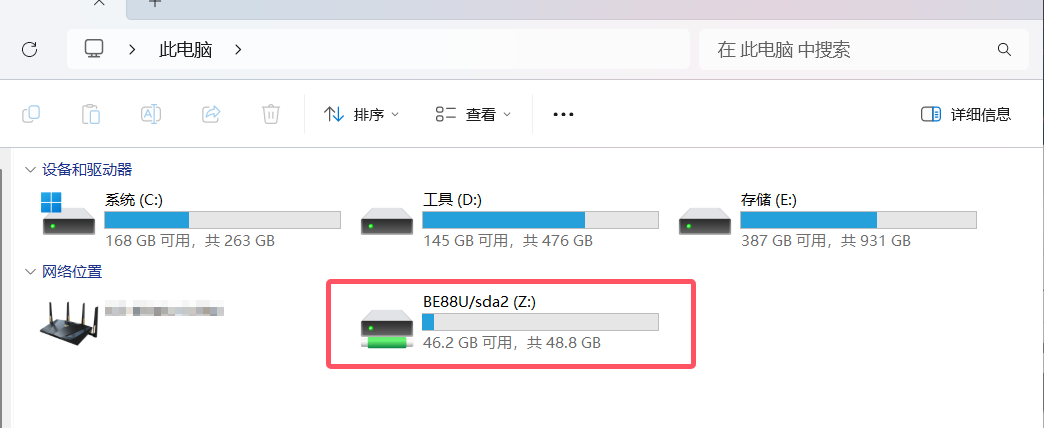 此电脑
在 此电脑 中搜索
排序
查看
详细信息
设备和驱动器
系统 (C:)
168 GB 可用，共 263 GB
工具 (D:)
145 GB 可用，共 476 GB
存储 (E:)
387 GB 可用，共 931 GB
网络位置
BE88U/sda2 (Z:)
46.2 GB 可用，共 48.8 GB